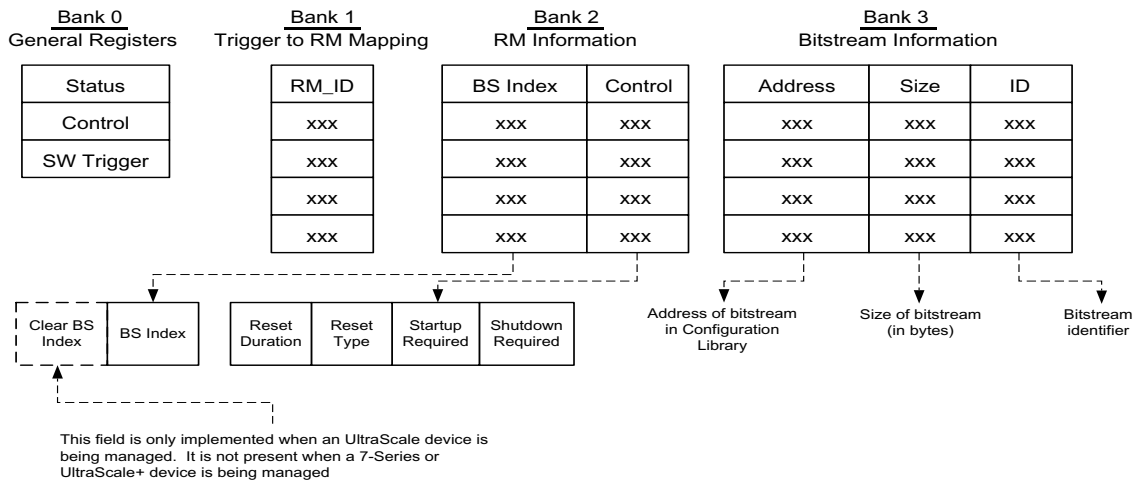 Bank 0
General Registers
Bank 1
Trigger to RM Mapping
Bank 2
RM Information
Bank 3
Bitstream Information
Status
Control
SW Trigger
RM_ID
xxx
xxx
xxx
xxx
BS Index Control
xxx xxx
xxx xxx
xxx xxx
xxx xxx
Address Size ID
xxx xxx xxx
xxx xxx xxx
xxx xxx xxx
xxx xxx xxx
Clear BS
Index
BS Index
Reset
Duration
Reset
Type
Startup
Required
Shutdown
Required
Address of bitstream
in Configuration
Library
Size of bitstream
(in bytes)
Bitstream
identifier
This field is only implemented when an UltraScale device is
being managed. It is not present when a 7-Series or
UltraScale+ device is being managed